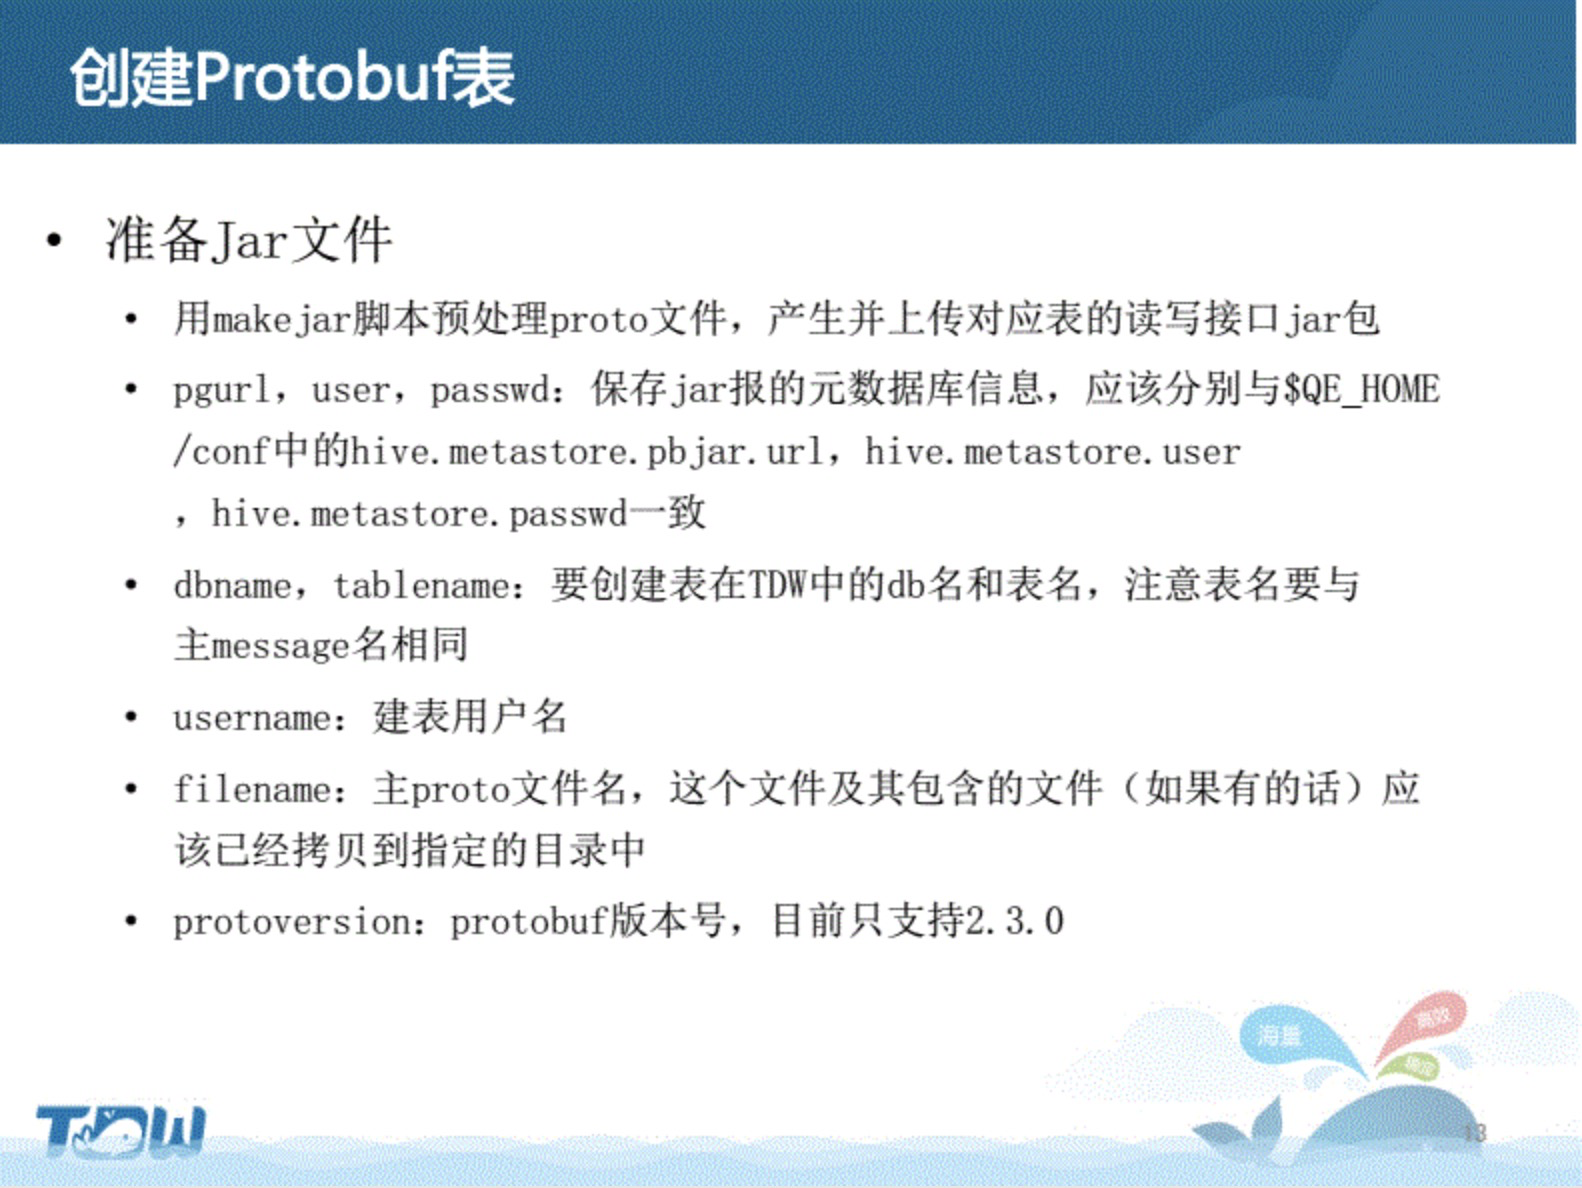 创建Protobuf表
• 准备Jar文件
• 用makejar脚本预处理proto文件，产生并上传对应表的读写接口jar包
• pgurl，user，passwd：保存jar报的元数据库信息，应该分别与$QE_HOME
/conf中的hive.metastore.pbjar.url，hive.metastore.user
，hive.metastore.passwd一致
• dbname，tablename：要创建表在TDW中的db名和表名，注意表名要与
主message名相同
• username：建表用户名
• filename：主proto文件名，这个文件及其包含的文件（如果有的话）应
该已经拷贝到指定的目录中
• protoversion：protobuf版本号，目前只支持2.3.0
海量
高效
稳定
TDW
13